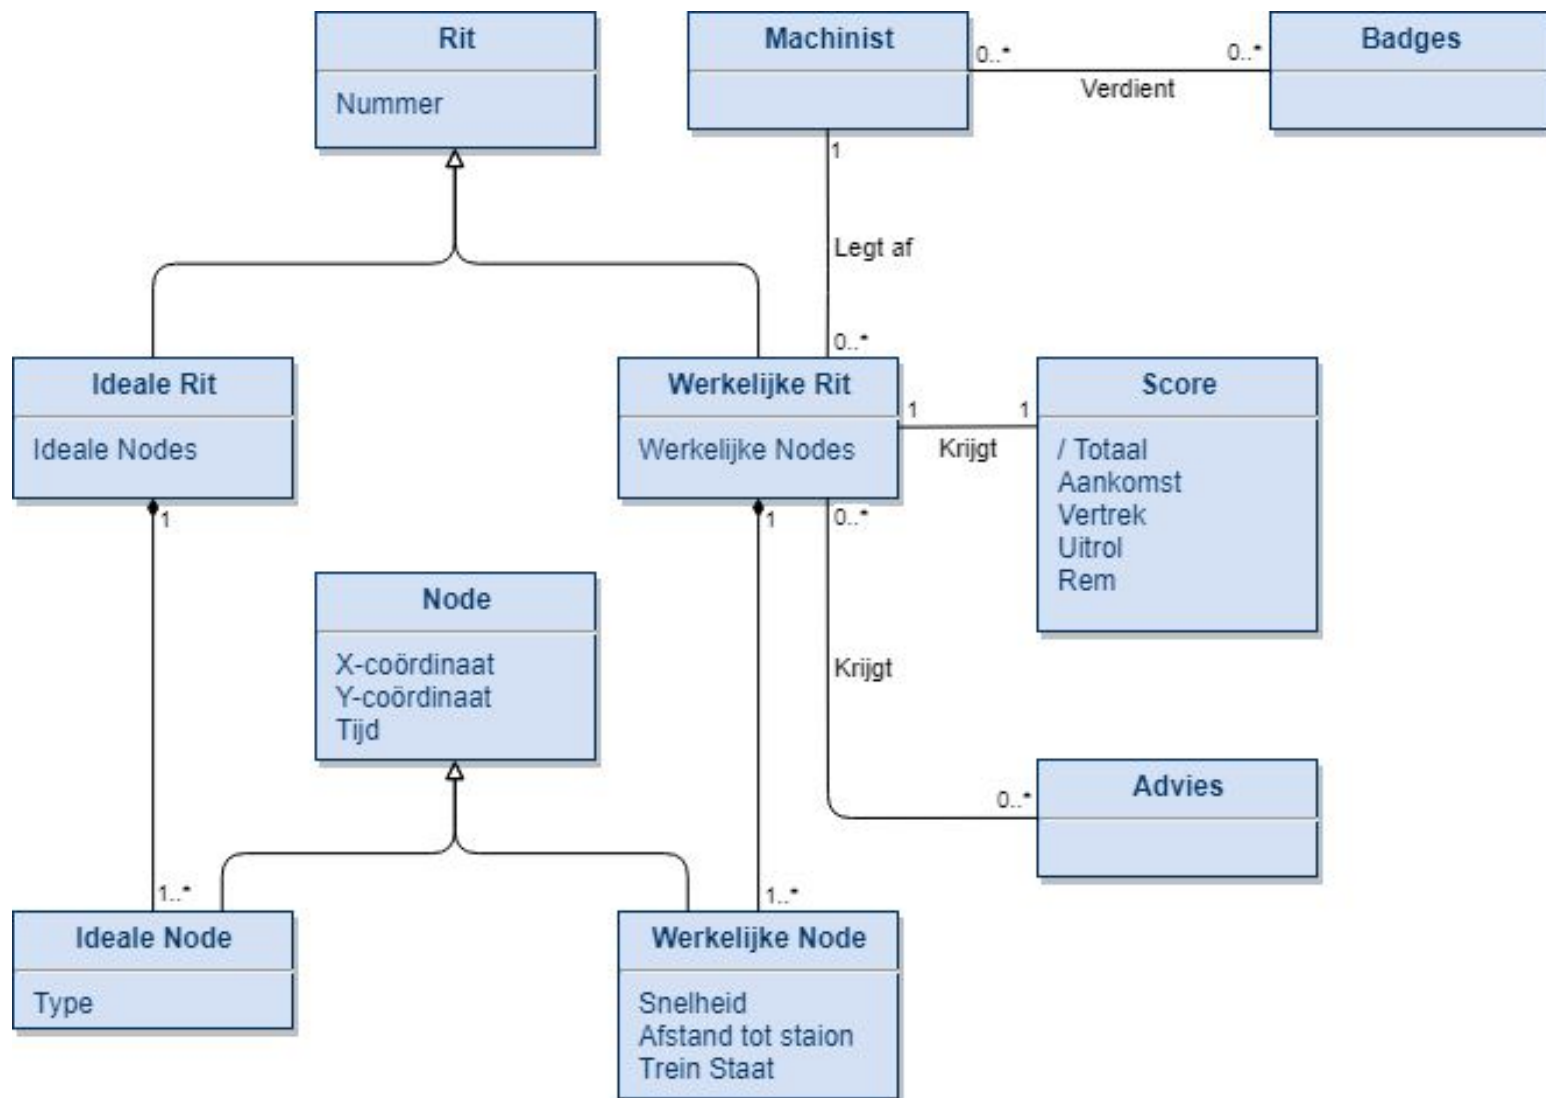 Rit
Nummer
Machinist
0..*
0..*
Verdient
Badges
1
Legt af
0..*
Ideale Rit
Ideale Nodes
1
Werkelijke Rit
Werkelijke Nodes
1
1
Krijgt
Score
/ Totaal
Aankomst
Vertrek
Uitrol
Rem
1
0..*
Node
X-coördinaat
Y-coördinaat
Tijd
Krijgt
0..*
Advies
1..*
1..*
Ideale Node
Type
Werkelijke Node
Snelheid
Afstand tot staion
Trein Staat